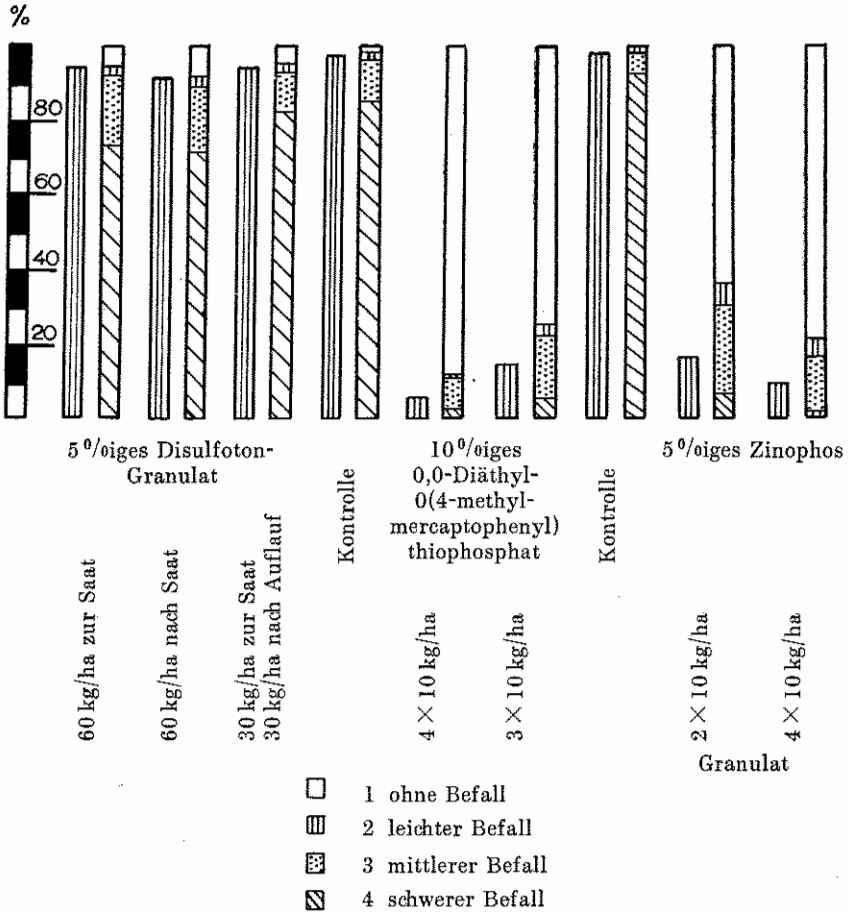 %
80
60
40
20
5 %iges Disulfoton-
Granulat
60 kg/ha zur Saat
60 kg/ha nach Saat
30 kg/ha zur Saat
30 kg/ha nach Auflauf
Kontrolle
10 %iges
0,0-Diäthyl-
0(4-methyl-
mercaptophenyl)
thiophosphat
4 × 10 kg/ha
3 × 10 kg/ha
Kontrolle
5 %iges Zinophos
2 × 10 kg/ha
4 × 10 kg/ha
Granulat
1 ohne Befall
2 leichter Befall
3 mittlerer Befall
4 schwerer Befall